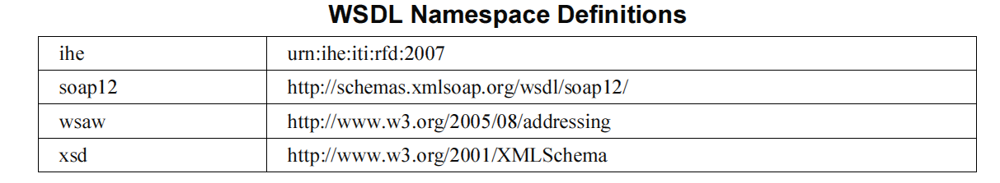 WSDL Namespace Definitions
ihe urn:ihe:iti:rfd:2007
soap12 http://schemas.xmlsoap.org/wsdl/soap12/
wsaw http://www.w3.org/2005/08/addressing
xsd http://www.w3.org/2001/XMLSchema